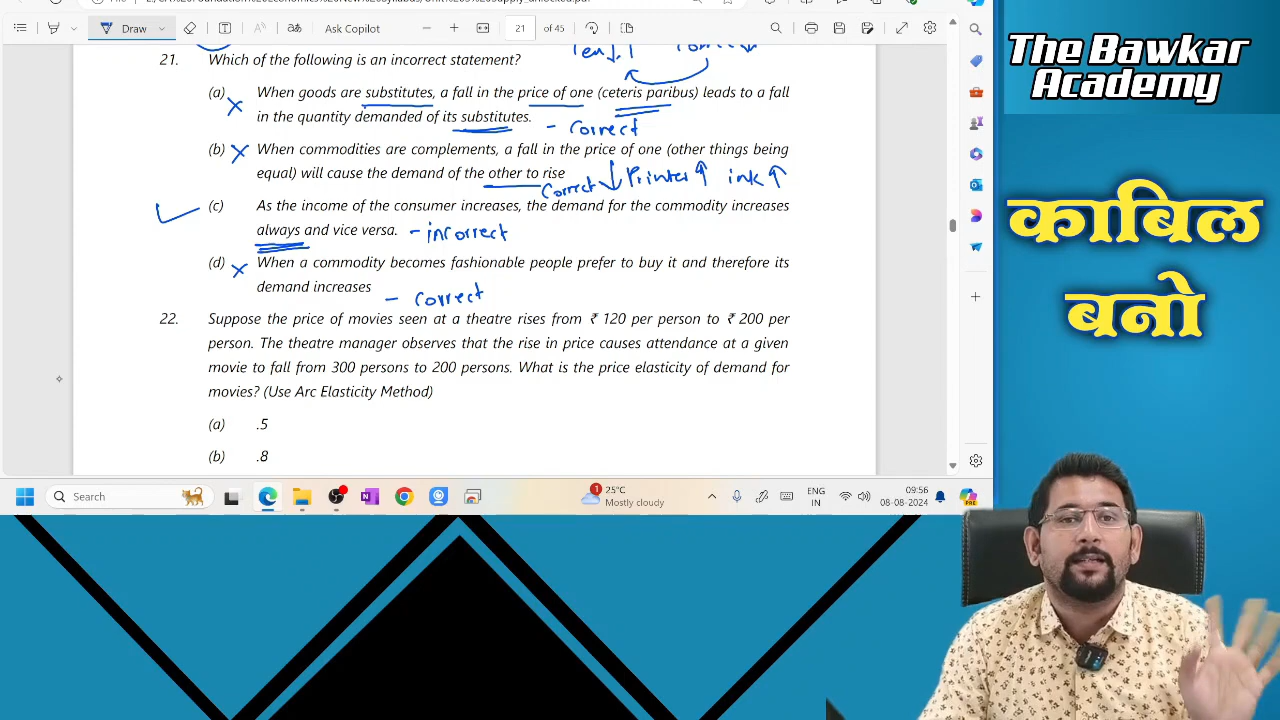 Draw
Ask Copilot
21
of 45
The Bawkar
Academy
21. Which of the following is an incorrect statement?
(a) When goods are substitutes, a fall in the price of one (ceteris paribus) leads to a fall
in the quantity demanded of its substitutes. - correct
(b) When commodities are complements, a fall in the price of one (other things being
equal) will cause the demand of the other to rise
correct ↓ Printer ↑ ink ↑
(c) As the income of the consumer increases, the demand for the commodity increases
always and vice versa. - incorrect
(d) When a commodity becomes fashionable people prefer to buy it and therefore its
demand increases
- correct
22. Suppose the price of movies seen at a theatre rises from ₹ 120 per person to ₹ 200 per
person. The theatre manager observes that the rise in price causes attendance at a given
movie to fall from 300 persons to 200 persons. What is the price elasticity of demand for
movies? (Use Arc Elasticity Method)
(a) .5
(b) .8
काबिल
बनो
Search
1
25°C
Mostly cloudy
ENG
IN
09:56
08-08-2024